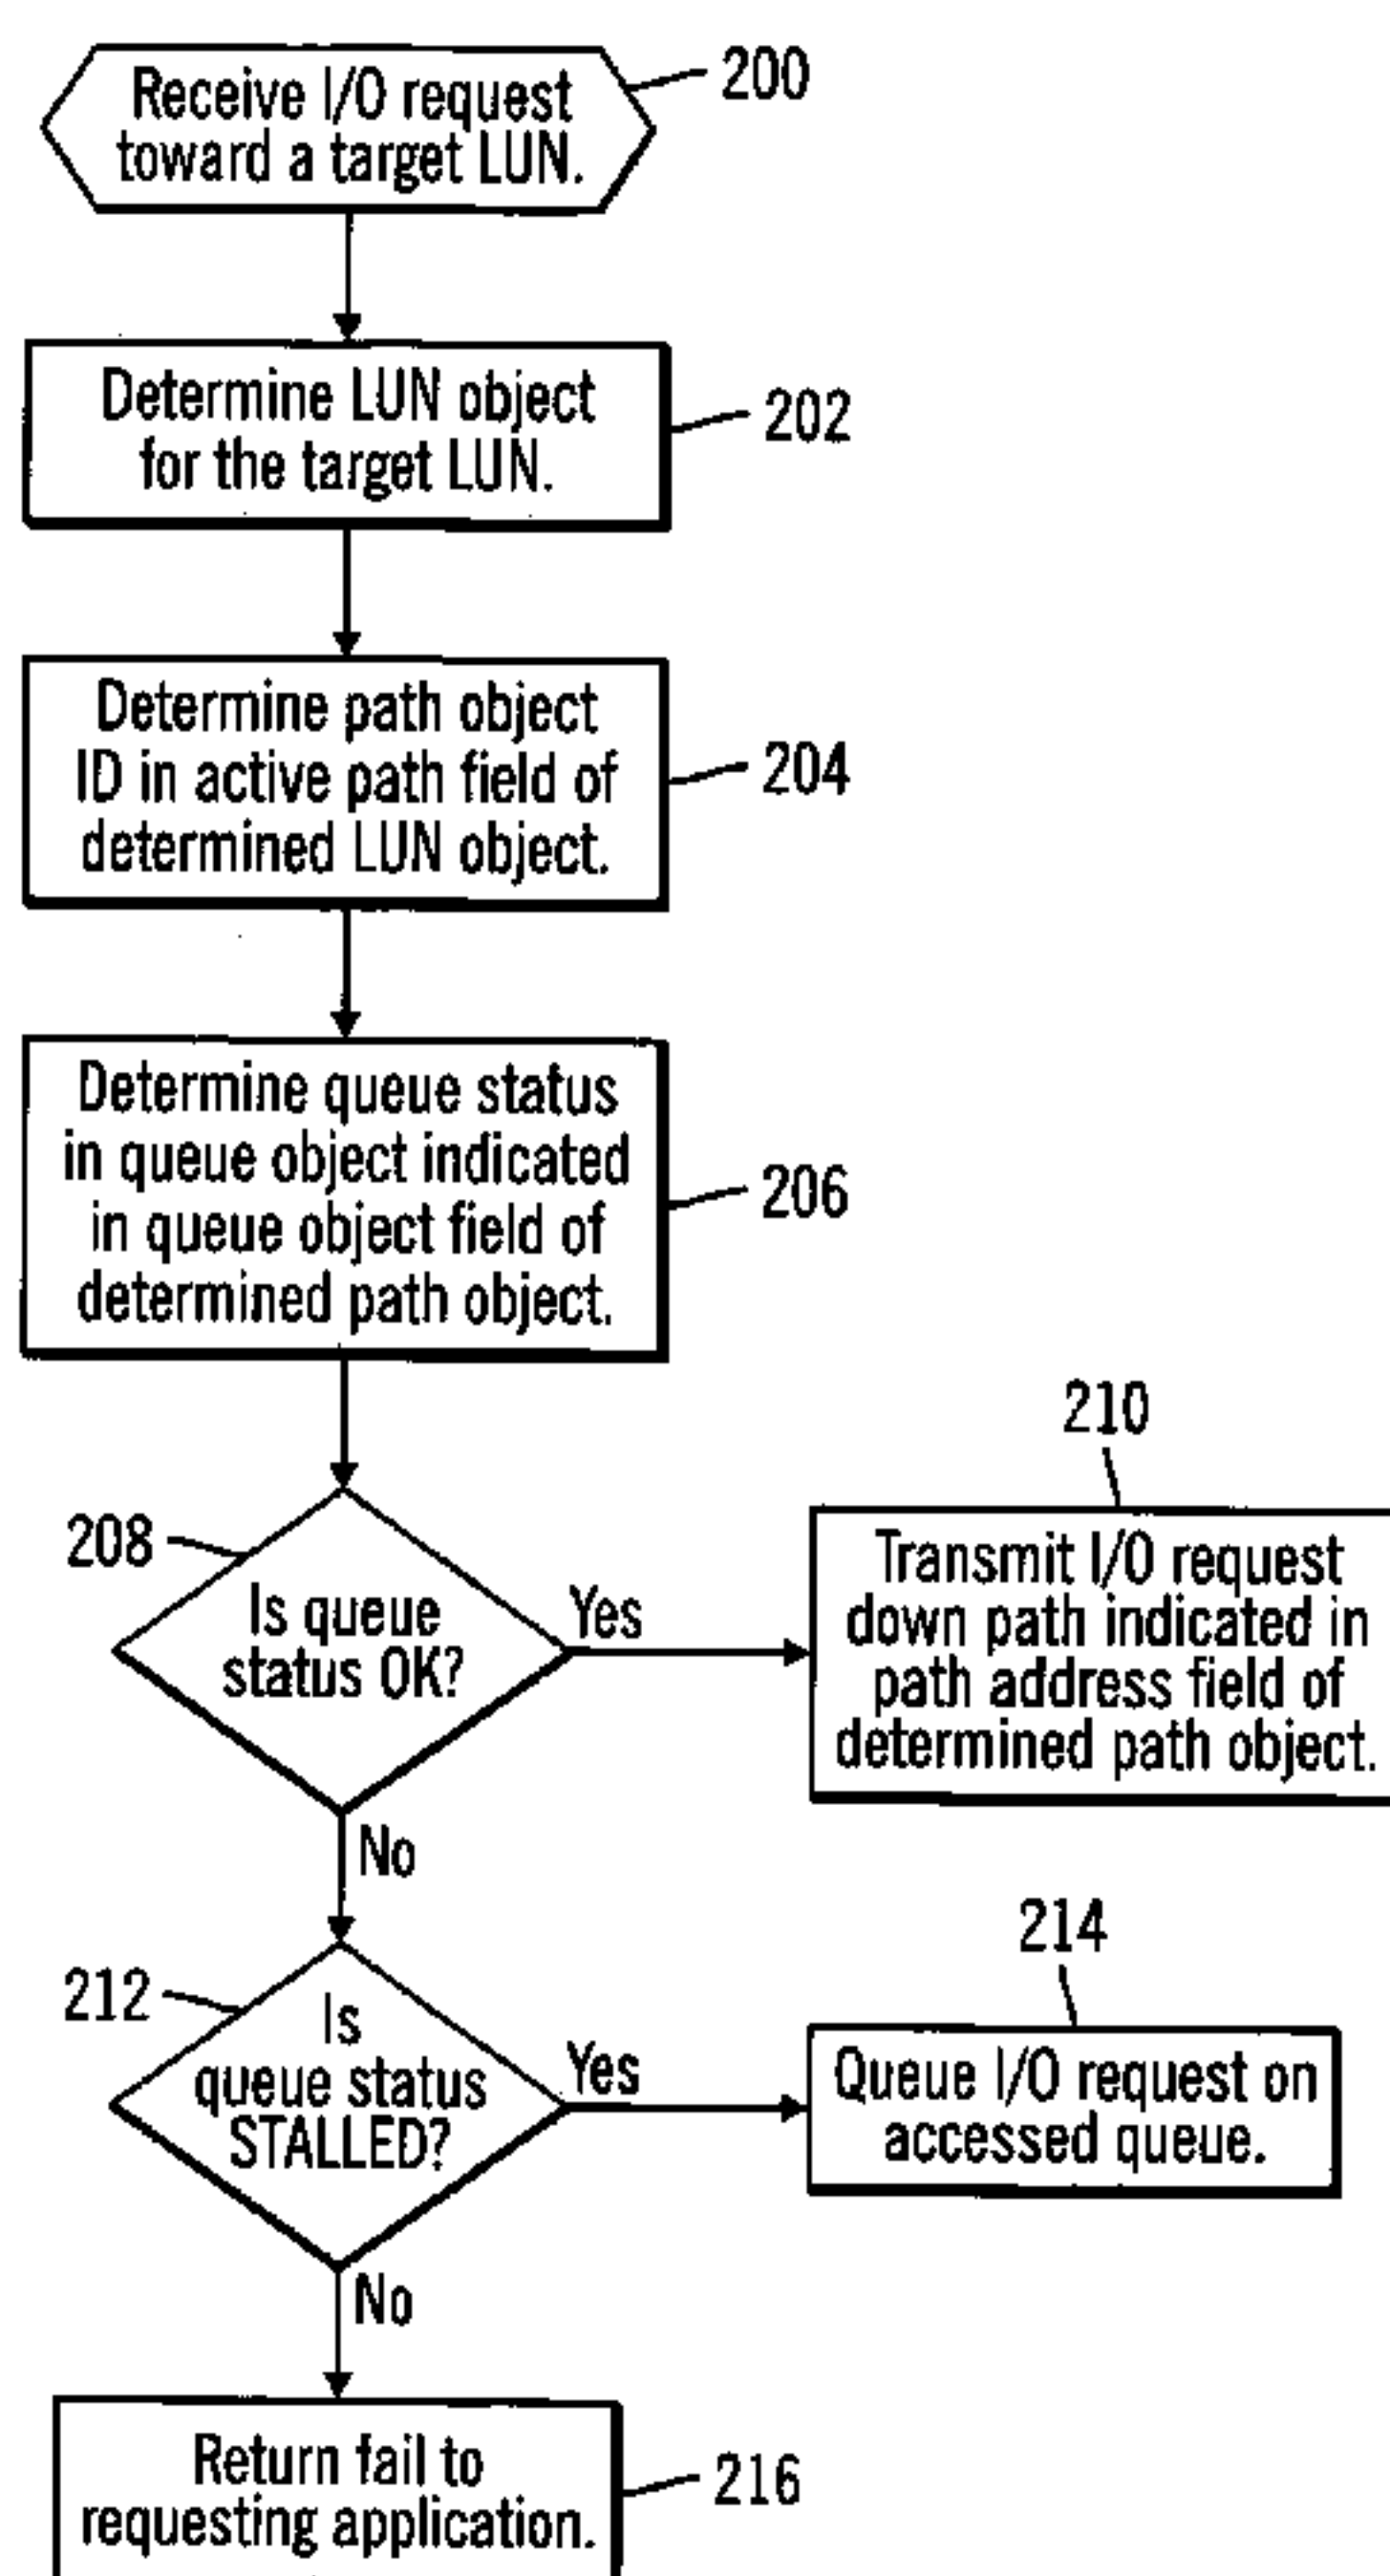 Receive I/O request
toward a target LUN.
200
Determine LUN object
for the target LUN.
202
Determine path object
ID in active path field of
determined LUN object.
204
Determine queue status
in queue object indicated
in queue object field of
determined path object.
206
208
Is queue
status OK?
Yes
No
210
Transmit I/O request
down path indicated in
path address field of
determined path object.
212
Is
queue status
STALLED?
Yes
No
214
Queue I/O request on
accessed queue.
Return fail to
requesting application.
216